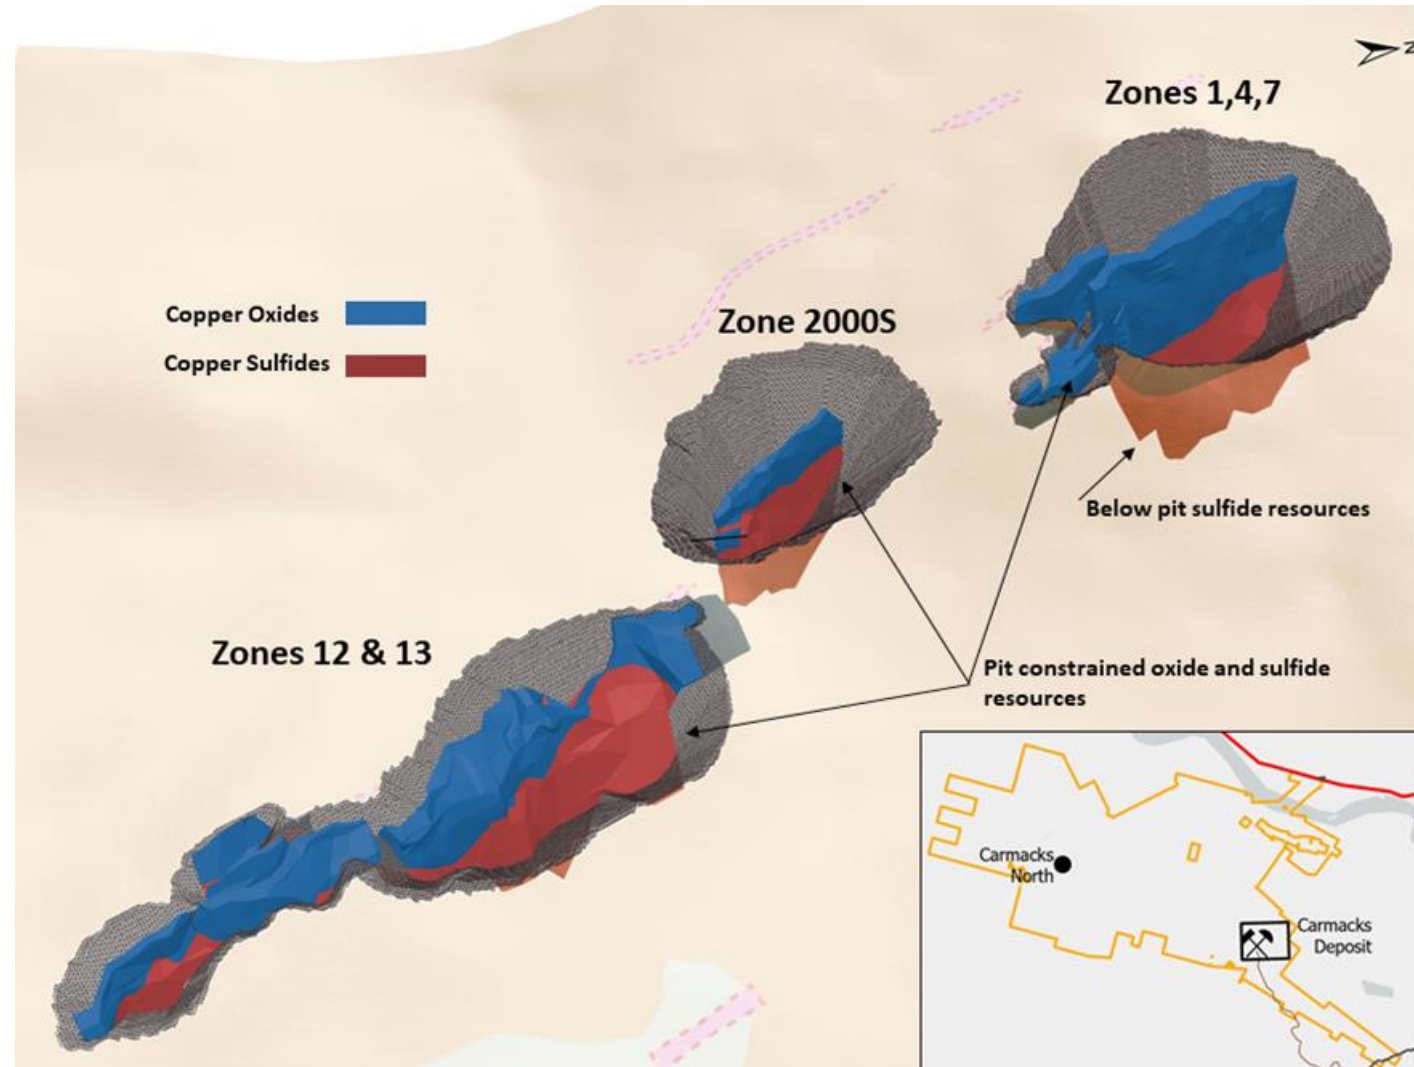 Z
Zones 1,4,7
Copper Oxides
Copper Sulfides
Zone 2000S
Below pit sulfide resources
Zones 12 & 13
Pit constrained oxide and sulfide
resources
Carmacks
North
Carmacks
Deposit